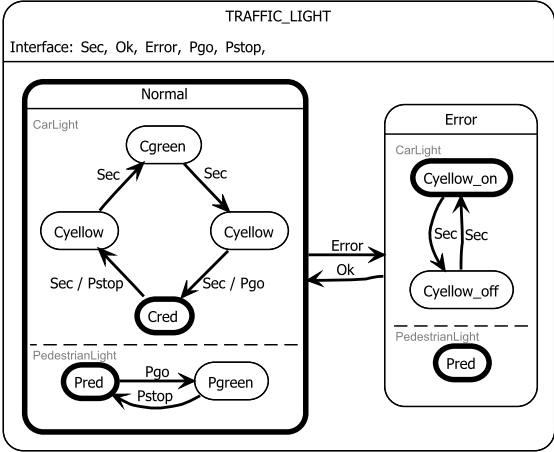 TRAFFIC_LIGHT
Interface: Sec, Ok, Error, Pgo, Pstop,
Normal
CarLight
Cgreen
Sec
Sec
Cyellow
Cyellow
Sec / Pstop
Sec / Pgo
Cred
PedestrianLight
Pred
Pgo
Pgreen
Pstop
Error
Ok
Error
CarLight
Cyellow_on
Sec
Sec
Cyellow_off
PedestrianLight
Pred